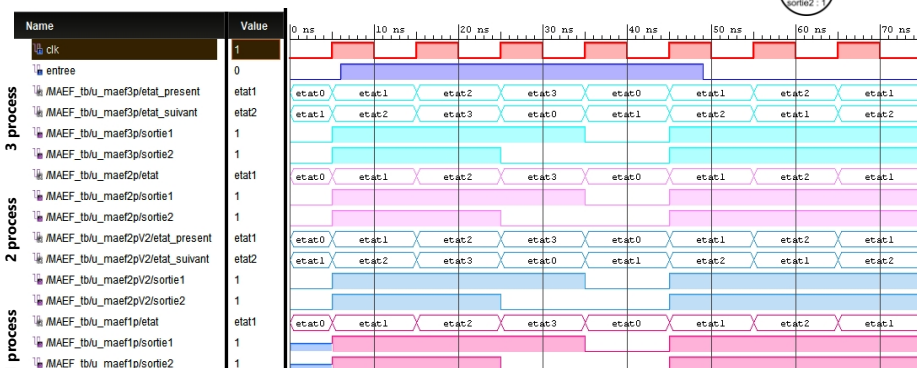 sortie2 : 1
Name Value 0 ns 10 ns 20 ns 30 ns 40 ns 50 ns 60 ns 70 ns
clk 1
entree 0
3 process
/MAEF_tb/u_maef3p/etat_present etat1 etat0 etat1 etat2 etat3 etat0 etat1 etat2 etat1
/MAEF_tb/u_maef3p/etat_suivant etat2 etat1 etat2 etat3 etat0 etat1 etat2 etat1 etat2
/MAEF_tb/u_maef3p/sortie1 1
/MAEF_tb/u_maef3p/sortie2 1
2 process
/MAEF_tb/u_maef2p/etat etat1 etat0 etat1 etat2 etat3 etat0 etat1 etat2 etat1
/MAEF_tb/u_maef2p/sortie1 1
/MAEF_tb/u_maef2p/sortie2 1
/MAEF_tb/u_maef2pV2/etat_present etat1 etat0 etat1 etat2 etat3 etat0 etat1 etat2 etat1
/MAEF_tb/u_maef2pV2/etat_suivant etat2 etat1 etat2 etat3 etat0 etat1 etat2 etat1 etat2
/MAEF_tb/u_maef2pV2/sortie1 1
/MAEF_tb/u_maef2pV2/sortie2 1
process
/MAEF_tb/u_maef1p/etat etat1 etat0 etat1 etat2 etat3 etat0 etat1 etat2 etat1
/MAEF_tb/u_maef1p/sortie1 1
/MAEF_tb/u_maef1p/sortie2 1